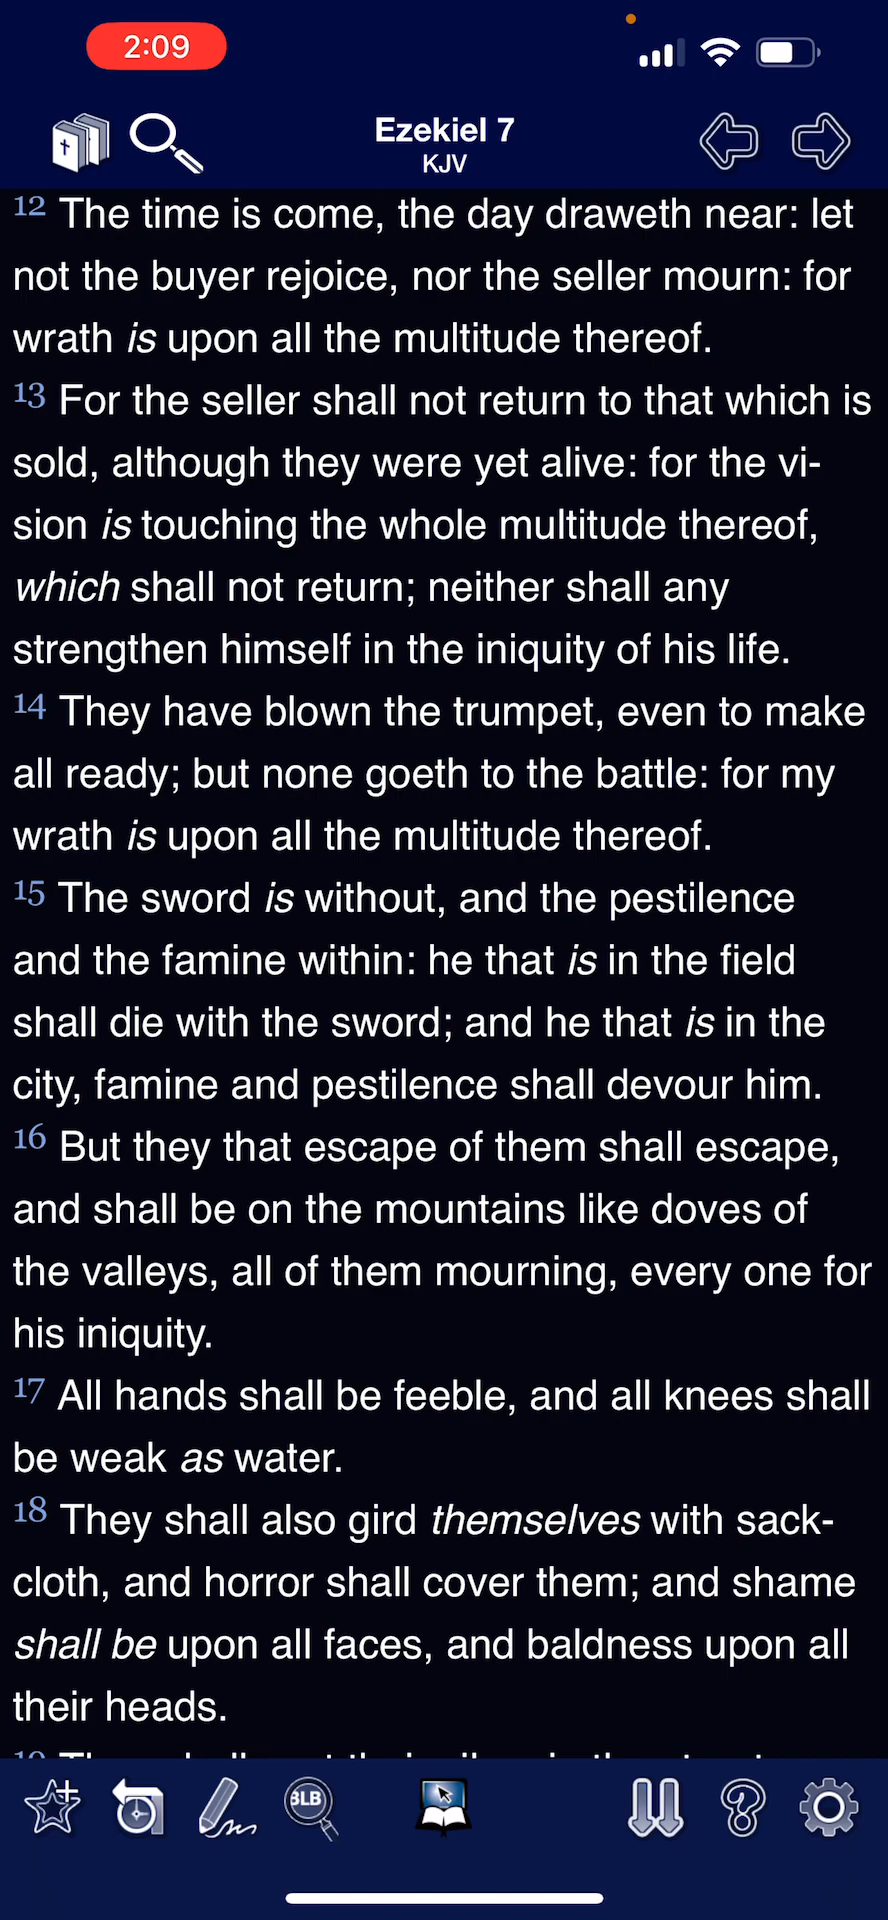 2:09
Ezekiel 7
KJV
12 The time is come, the day draweth near: let
not the buyer rejoice, nor the seller mourn: for
wrath is upon all the multitude thereof.
13 For the seller shall not return to that which is
sold, although they were yet alive: for the vi-
sion is touching the whole multitude thereof,
which shall not return; neither shall any
strengthen himself in the iniquity of his life.
14 They have blown the trumpet, even to make
all ready; but none goeth to the battle: for my
wrath is upon all the multitude thereof.
15 The sword is without, and the pestilence
and the famine within: he that is in the field
shall die with the sword; and he that is in the
city, famine and pestilence shall devour him.
16 But they that escape of them shall escape,
and shall be on the mountains like doves of
the valleys, all of them mourning, every one for
his iniquity.
17 All hands shall be feeble, and all knees shall
be weak as water.
18 They shall also gird themselves with sack-
cloth, and horror shall cover them; and shame
shall be upon all faces, and baldness upon all
their heads.
BLB